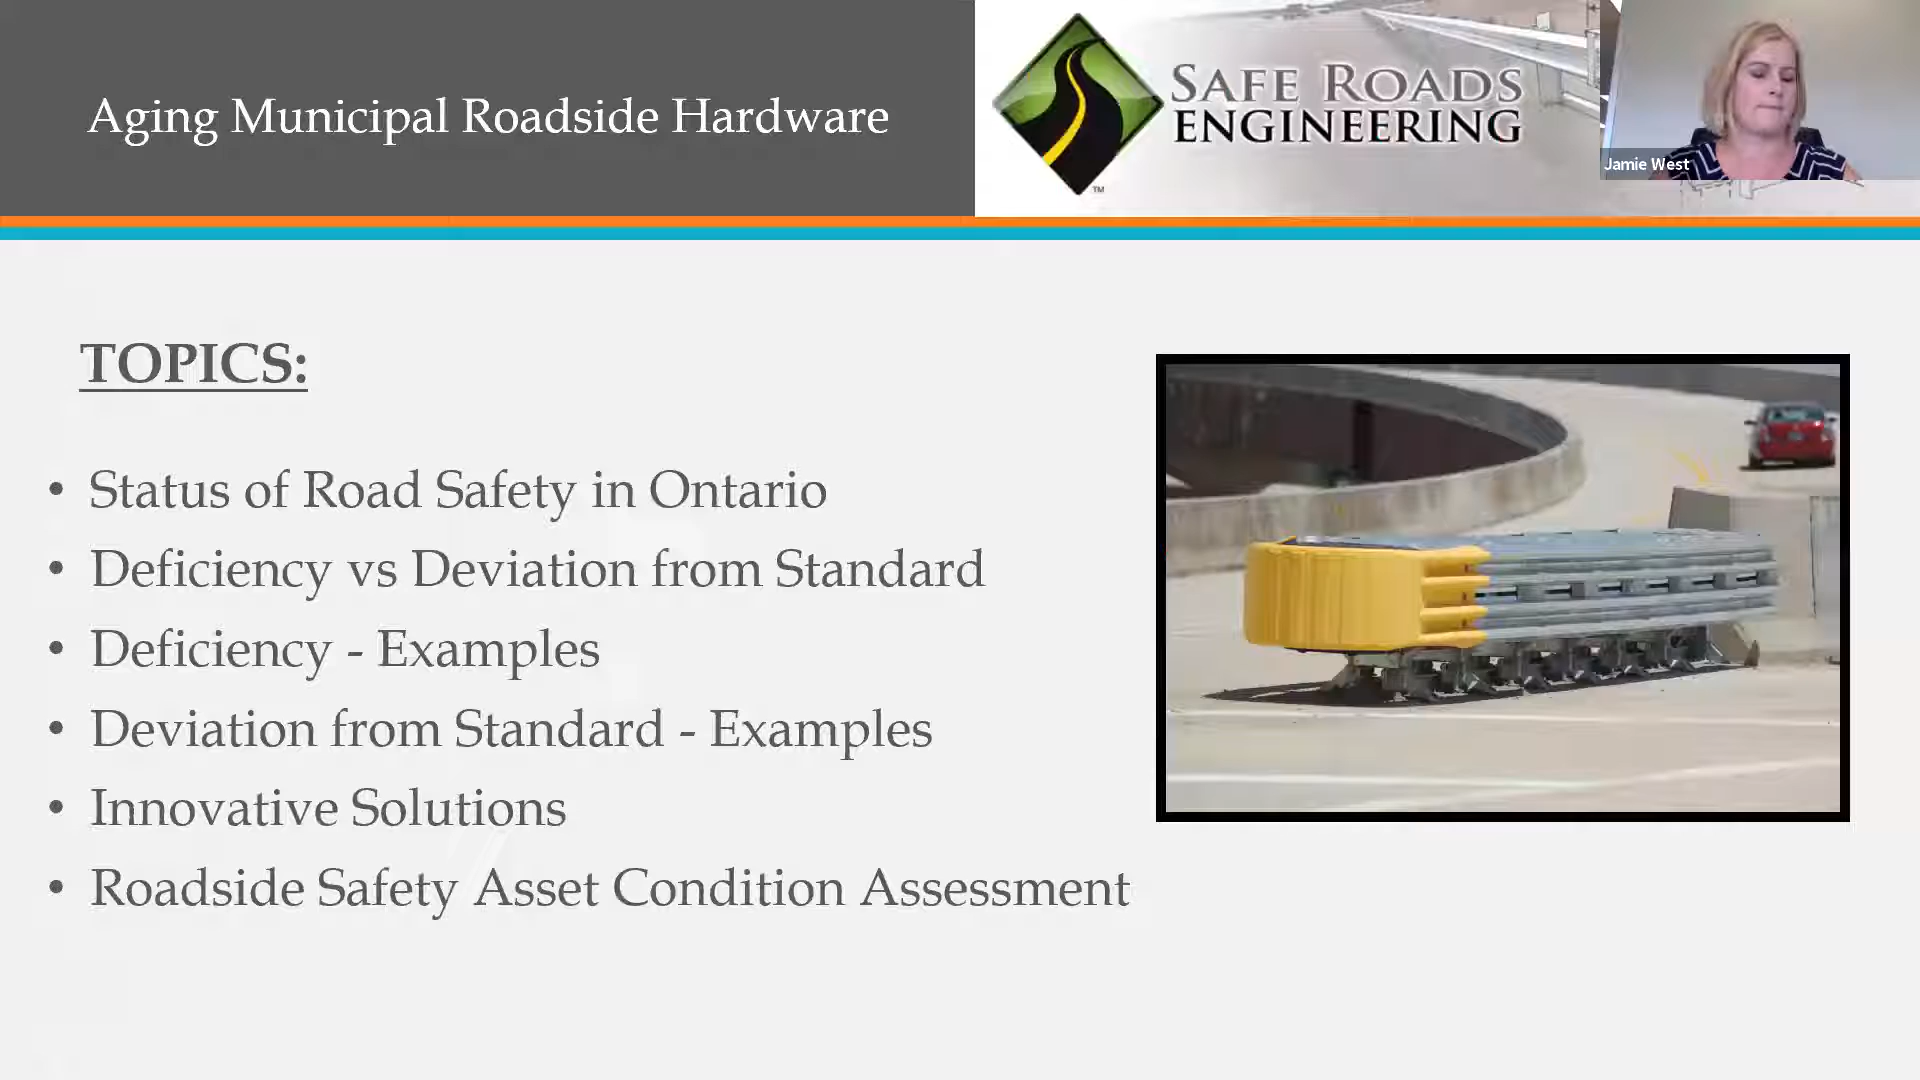 Aging Municipal Roadside Hardware
SAFE ROADS
ENGINEERING
TM
Jamie West
TOPICS:
• Status of Road Safety in Ontario
• Deficiency vs Deviation from Standard
• Deficiency - Examples
• Deviation from Standard - Examples
• Innovative Solutions
• Roadside Safety Asset Condition Assessment